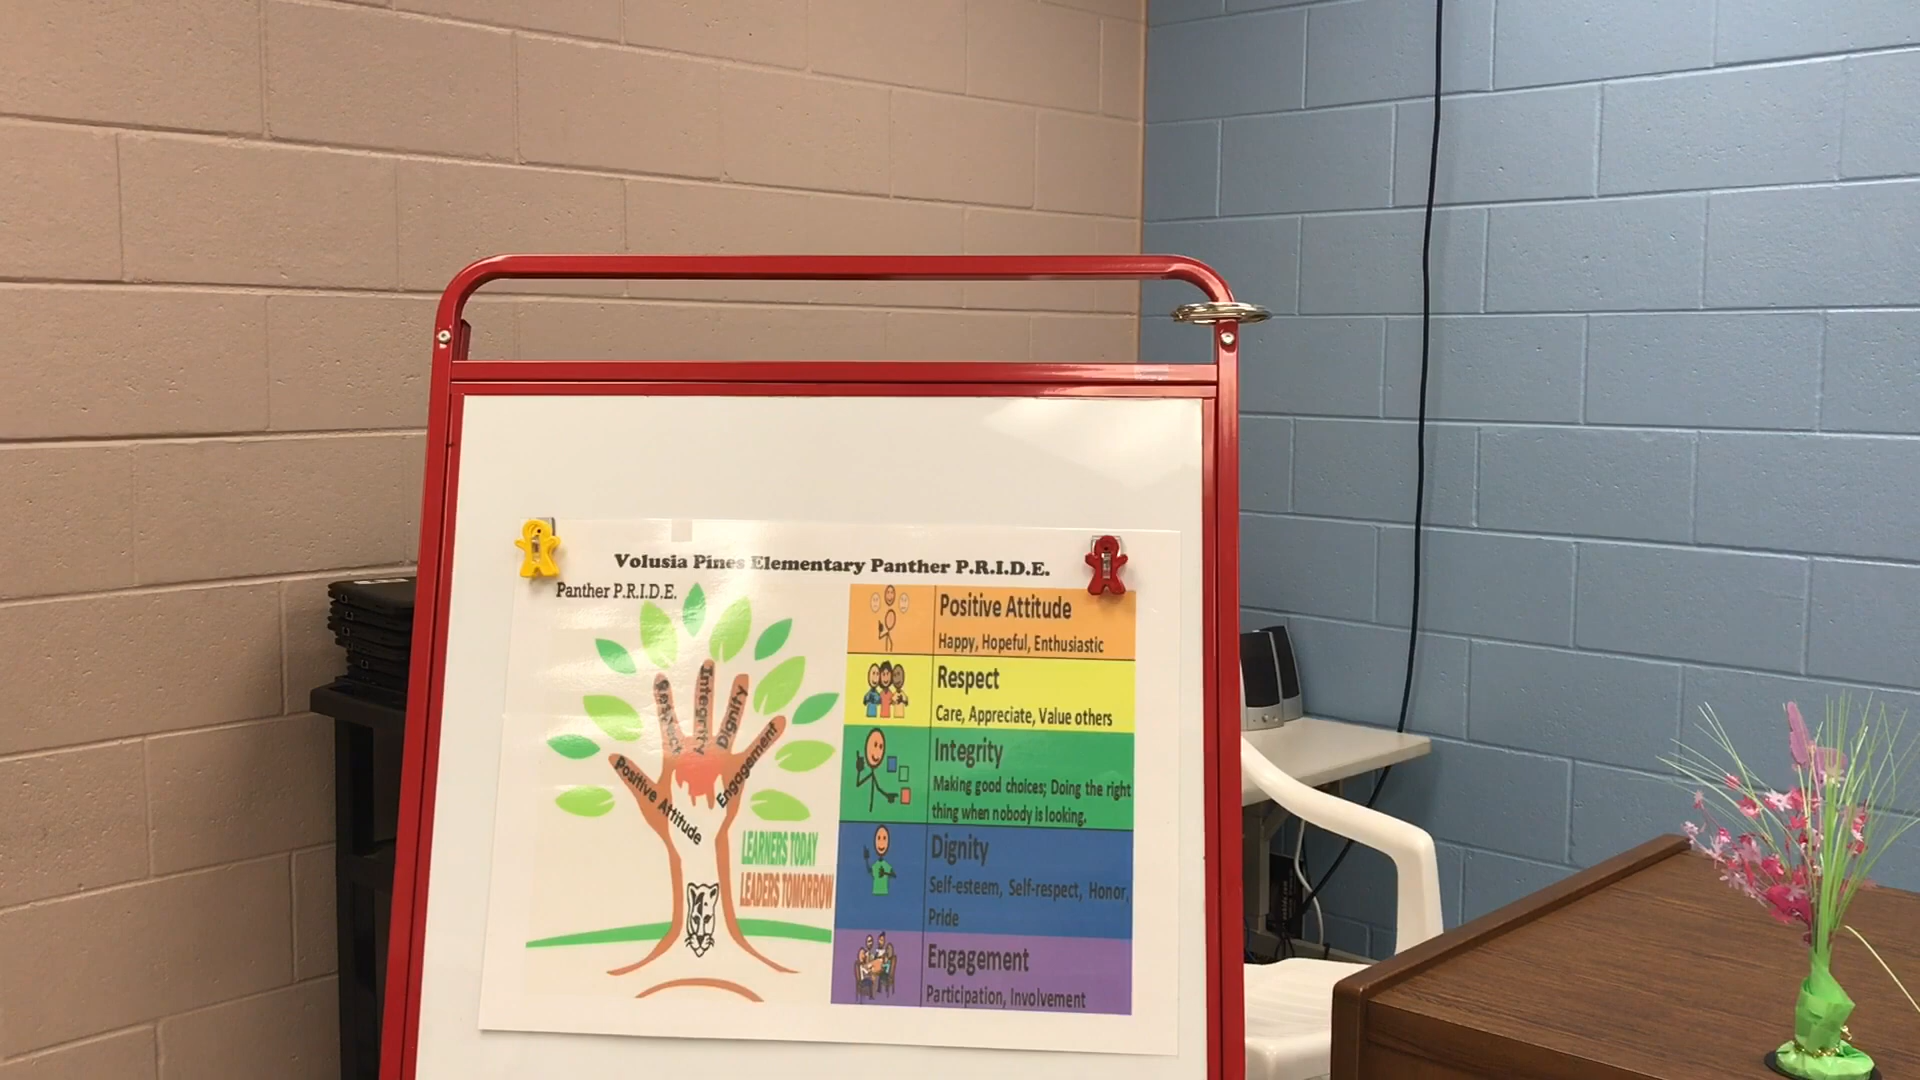 Volusia Pines Elementary Panther P.R.I.D.E.
Panther P.R.I.D.E.
Positive Attitude
Respect
Integrity
Dignity
Engagement
LEARNERS TODAY
LEADERS TOMORROW
Positive Attitude
Happy, Hopeful, Enthusiastic
Respect
Care, Appreciate, Value others
Integrity
Making good choices; Doing the right
thing when nobody is looking.
Dignity
Self-esteem, Self-respect, Honor,
Pride
Engagement
Participation, Involvement